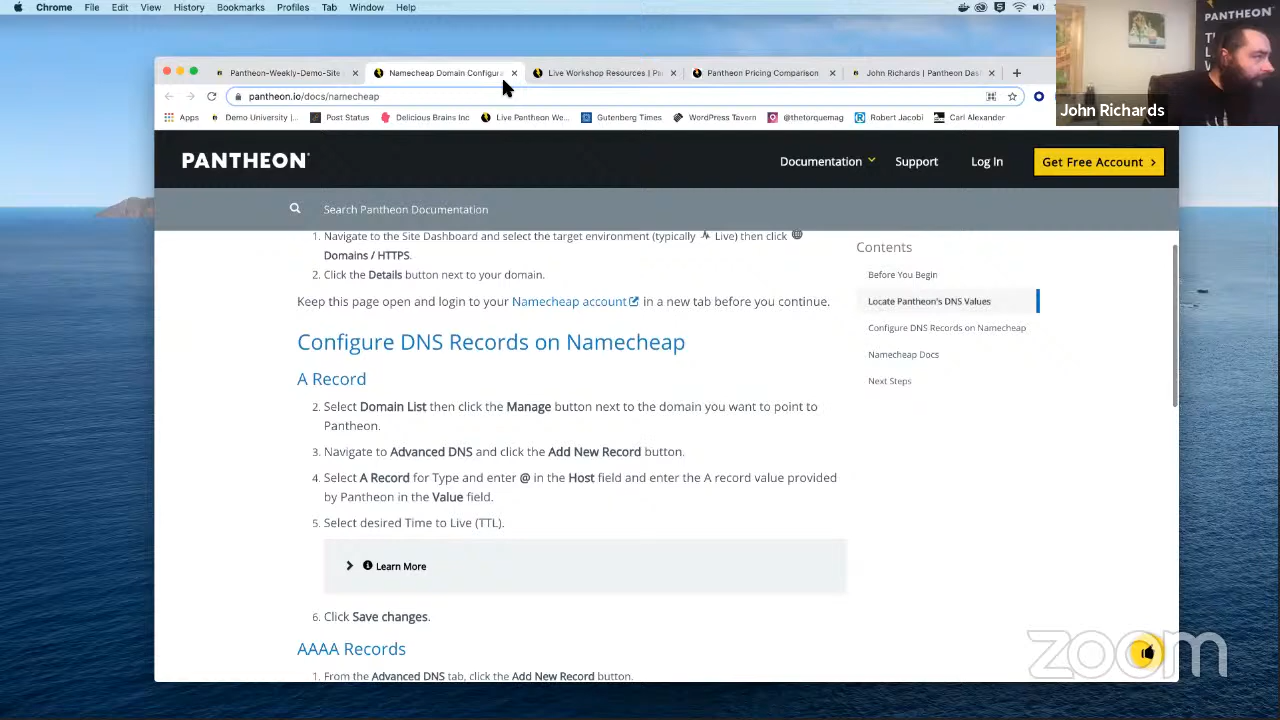 Chrome File Edit View History Bookmarks Profiles Tab Window Help
PANTHEON
John Richards
Pantheon-Weekly-Demo-Site
Namecheap Domain Configura
Live Workshop Resources | Pa
Pantheon Pricing Comparison
John Richards | Pantheon Das
pantheon.io/docs/namecheap
Apps Demo University |... Post Status Delicious Brains Inc Live Pantheon We... Gutenberg Times WordPress Tavern @thetorquemag Robert Jacobi Carl Alexander
PANTHEON
Documentation Support Log In Get Free Account >
Search Pantheon Documentation
1. Navigate to the Site Dashboard and select the target environment (typically Live) then click
Domains / HTTPS.
2. Click the Details button next to your domain.
Keep this page open and login to your Namecheap account in a new tab before you continue.
Configure DNS Records on Namecheap
A Record
2. Select Domain List then click the Manage button next to the domain you want to point to
Pantheon.
3. Navigate to Advanced DNS and click the Add New Record button.
4. Select A Record for Type and enter @ in the Host field and enter the A record value provided
by Pantheon in the Value field.
5. Select desired Time to Live (TTL).
Learn More
6. Click Save changes.
AAAA Records
1. From the Advanced DNS tab, click the Add New Record button.
Contents
Before You Begin
Locate Pantheon's DNS Values
Configure DNS Records on Namecheap
Namecheap Docs
Next Steps
zoom